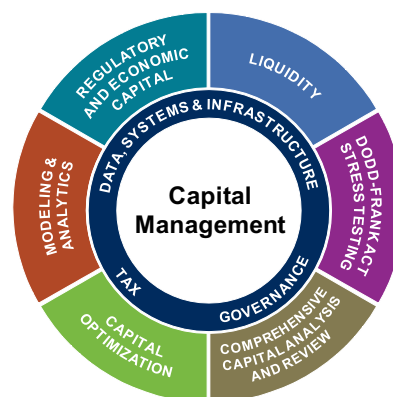 REGULATORY
AND ECONOMIC
CAPITAL
LIQUIDITY
DODD-FRANK ACT
STRESS TESTING
COMPREHENSIVE
CAPITAL ANALYSIS
AND REVIEW
CAPITAL
OPTIMIZATION
MODELING &
ANALYTICS
DATA, SYSTEMS & INFRASTRUCTURE
GOVERNANCE
TAX
Capital
Management